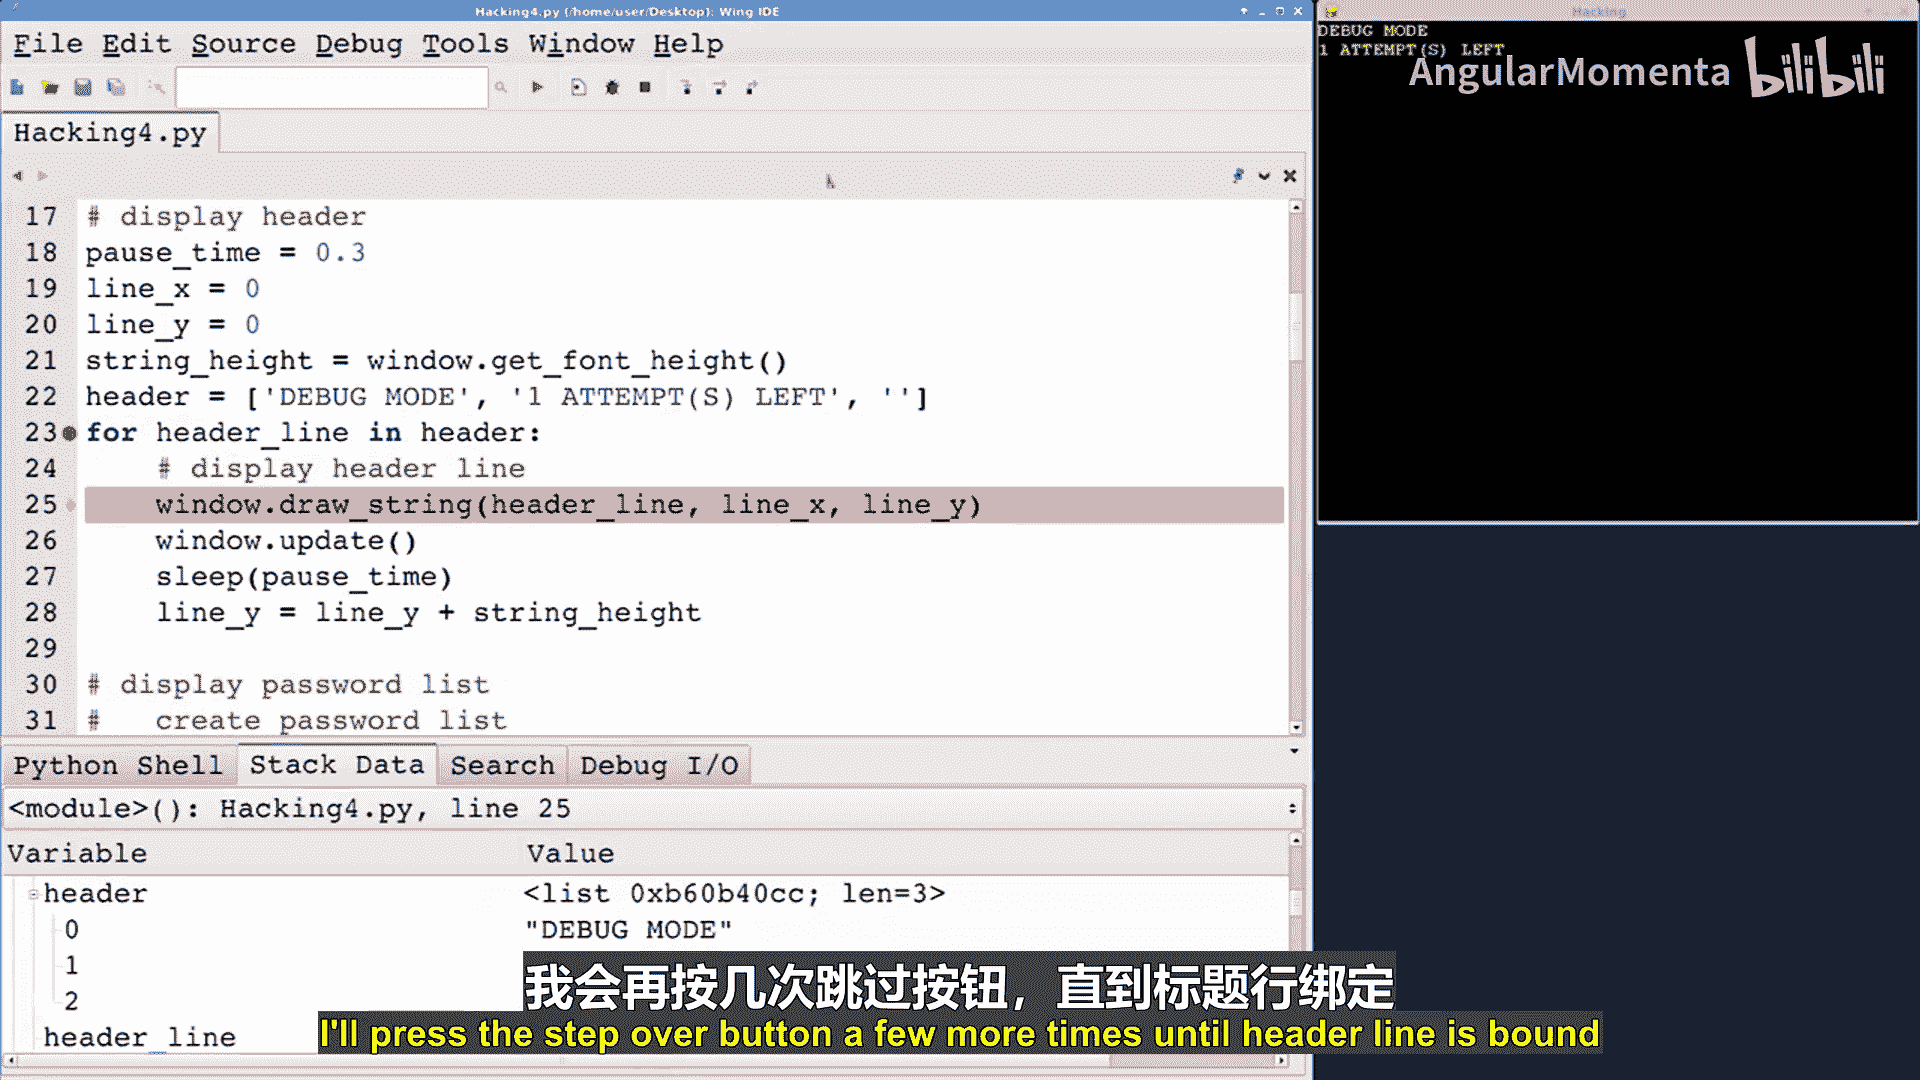 Hacking4.py (/home/user/Desktop): Wing IDE
File Edit Source Debug Tools Window Help
Hacking4.py
17 # display header
18 pause_time = 0.3
19 line_x = 0
20 line_y = 0
21 string_height = window.get_font_height()
22 header = ['DEBUG MODE', '1 ATTEMPT(S) LEFT', '']
23 for header_line in header:
24 # display header line
25 window.draw_string(header_line, line_x, line_y)
26 window.update()
27 sleep(pause_time)
28 line_y = line_y + string_height
29
30 # display password list
31 # create password list
Python Shell Stack Data Search Debug I/O
<module>(): Hacking4.py, line 25
Variable Value
header <list 0xb60b40cc; len=3>
0 "DEBUG MODE"
1
2
header_line
Hacking
DEBUG MODE
1 ATTEMPT(S) LEFT
AngularMomenta bilibili
我会再按几次跳过按钮，直到标题行绑定
I'll press the step over button a few more times until header line is bound